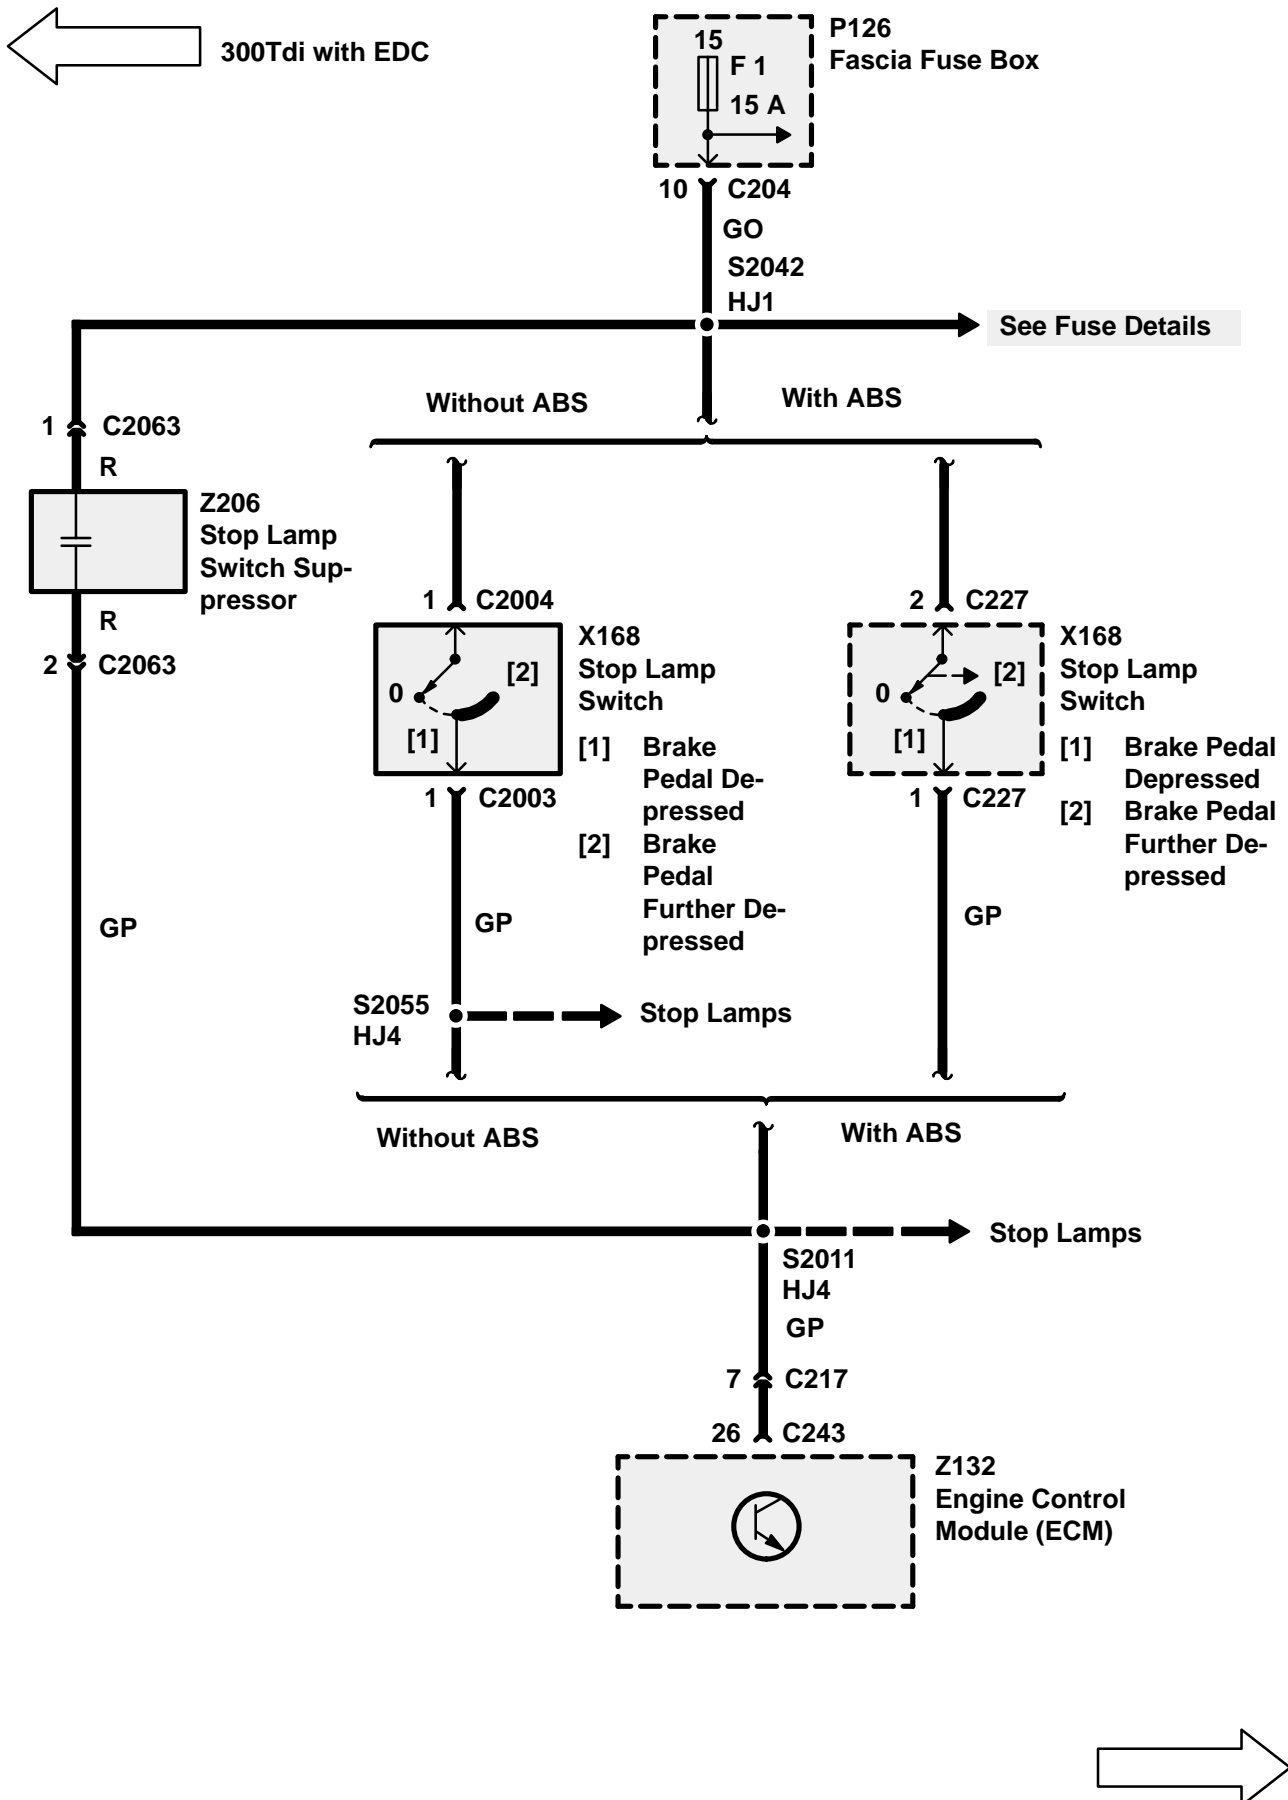 300Tdi with EDC
15
F 1
15 A
P126
Fascia Fuse Box
10
C204
GO
S2042
HJ1
See Fuse Details
Without ABS
With ABS
1
C2063
R
Z206
Stop Lamp
Switch Sup-
pressor
R
2
C2063
1
C2004
X168
Stop Lamp
Switch
0
[2]
[1]
[1] Brake
Pedal De-
pressed
[2] Brake
Pedal
Further De-
pressed
1
C2003
2
C227
X168
Stop Lamp
Switch
0
[2]
[1]
[1] Brake Pedal
Depressed
[2] Brake Pedal
Further De-
pressed
1
C227
GP
GP
GP
S2055
HJ4
Stop Lamps
Without ABS
With ABS
Stop Lamps
S2011
HJ4
GP
7
C217
26
C243
Z132
Engine Control
Module (ECM)